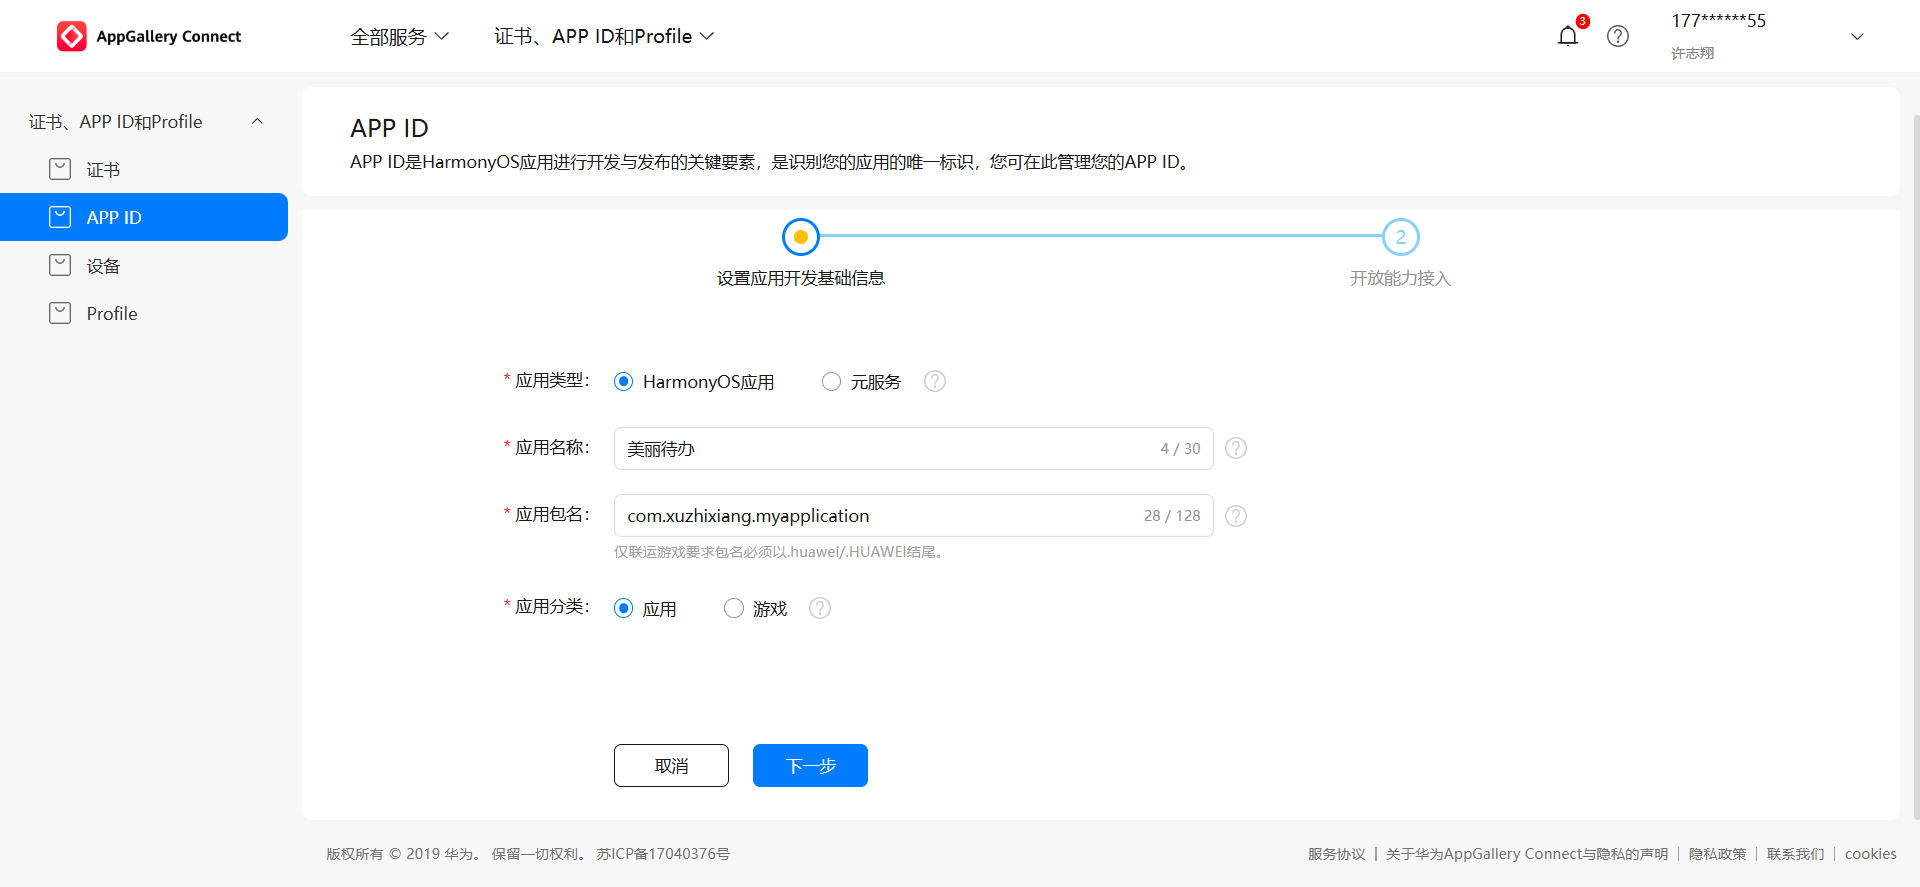 AppGallery Connect
全部服务
证书、APP ID和Profile
3
177******55
许志翔
证书、APP ID和Profile
证书
APP ID
设备
Profile
APP ID
APP ID是HarmonyOS应用进行开发与发布的关键要素，是识别您的应用的唯一标识，您可在此管理您的APP ID。
2
设置应用开发基础信息
开放能力接入
* 应用类型： HarmonyOS应用 元服务 ?
* 应用名称： 美丽待办 4 / 30 ?
* 应用包名： com.xuzhixiang.myapplication 28 / 128 ?
仅联运游戏要求包名必须以.huawei/.HUAWEI结尾。
* 应用分类： 应用 游戏 ?
取消 下一步
版权所有 © 2019 华为。 保留一切权利。 苏ICP备17040376号
服务协议 | 关于华为AppGallery Connect与隐私的声明 | 隐私政策 | 联系我们 | cookies